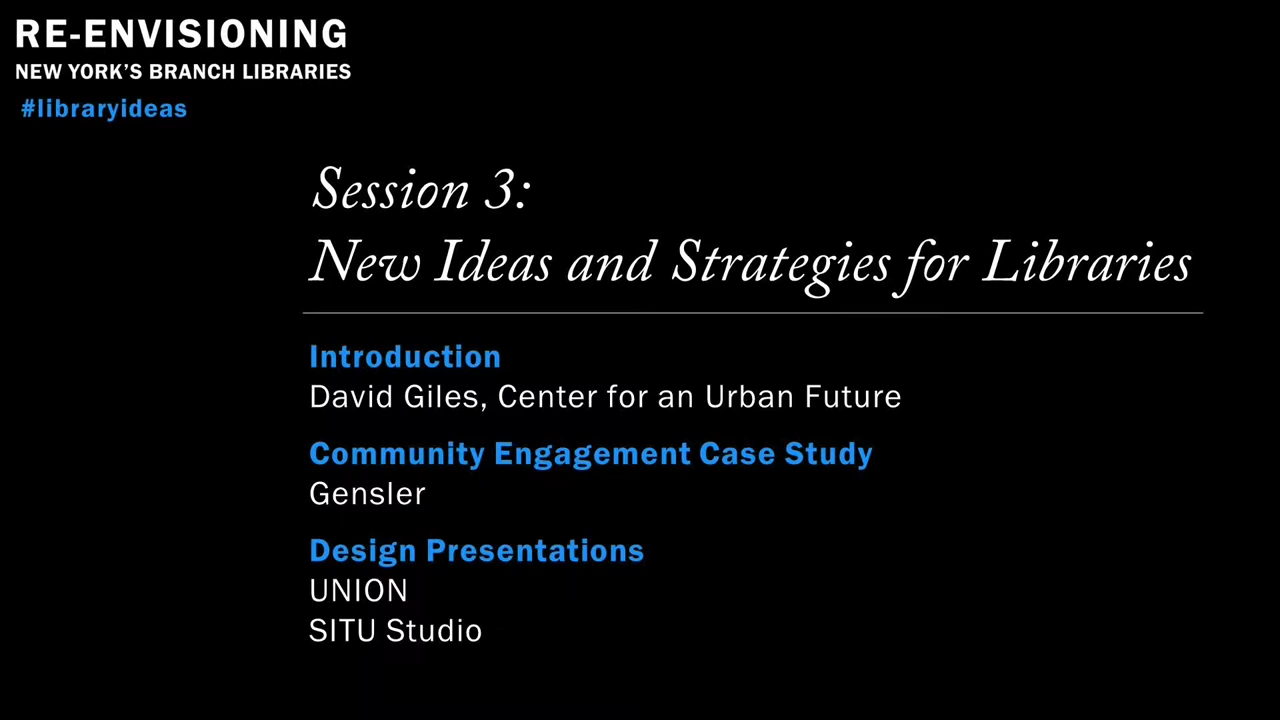 RE-ENVISIONING
NEW YORK'S BRANCH LIBRARIES
#libraryideas
Session 3:
New Ideas and Strategies for Libraries
Introduction
David Giles, Center for an Urban Future
Community Engagement Case Study
Gensler
Design Presentations
UNION
SITU Studio